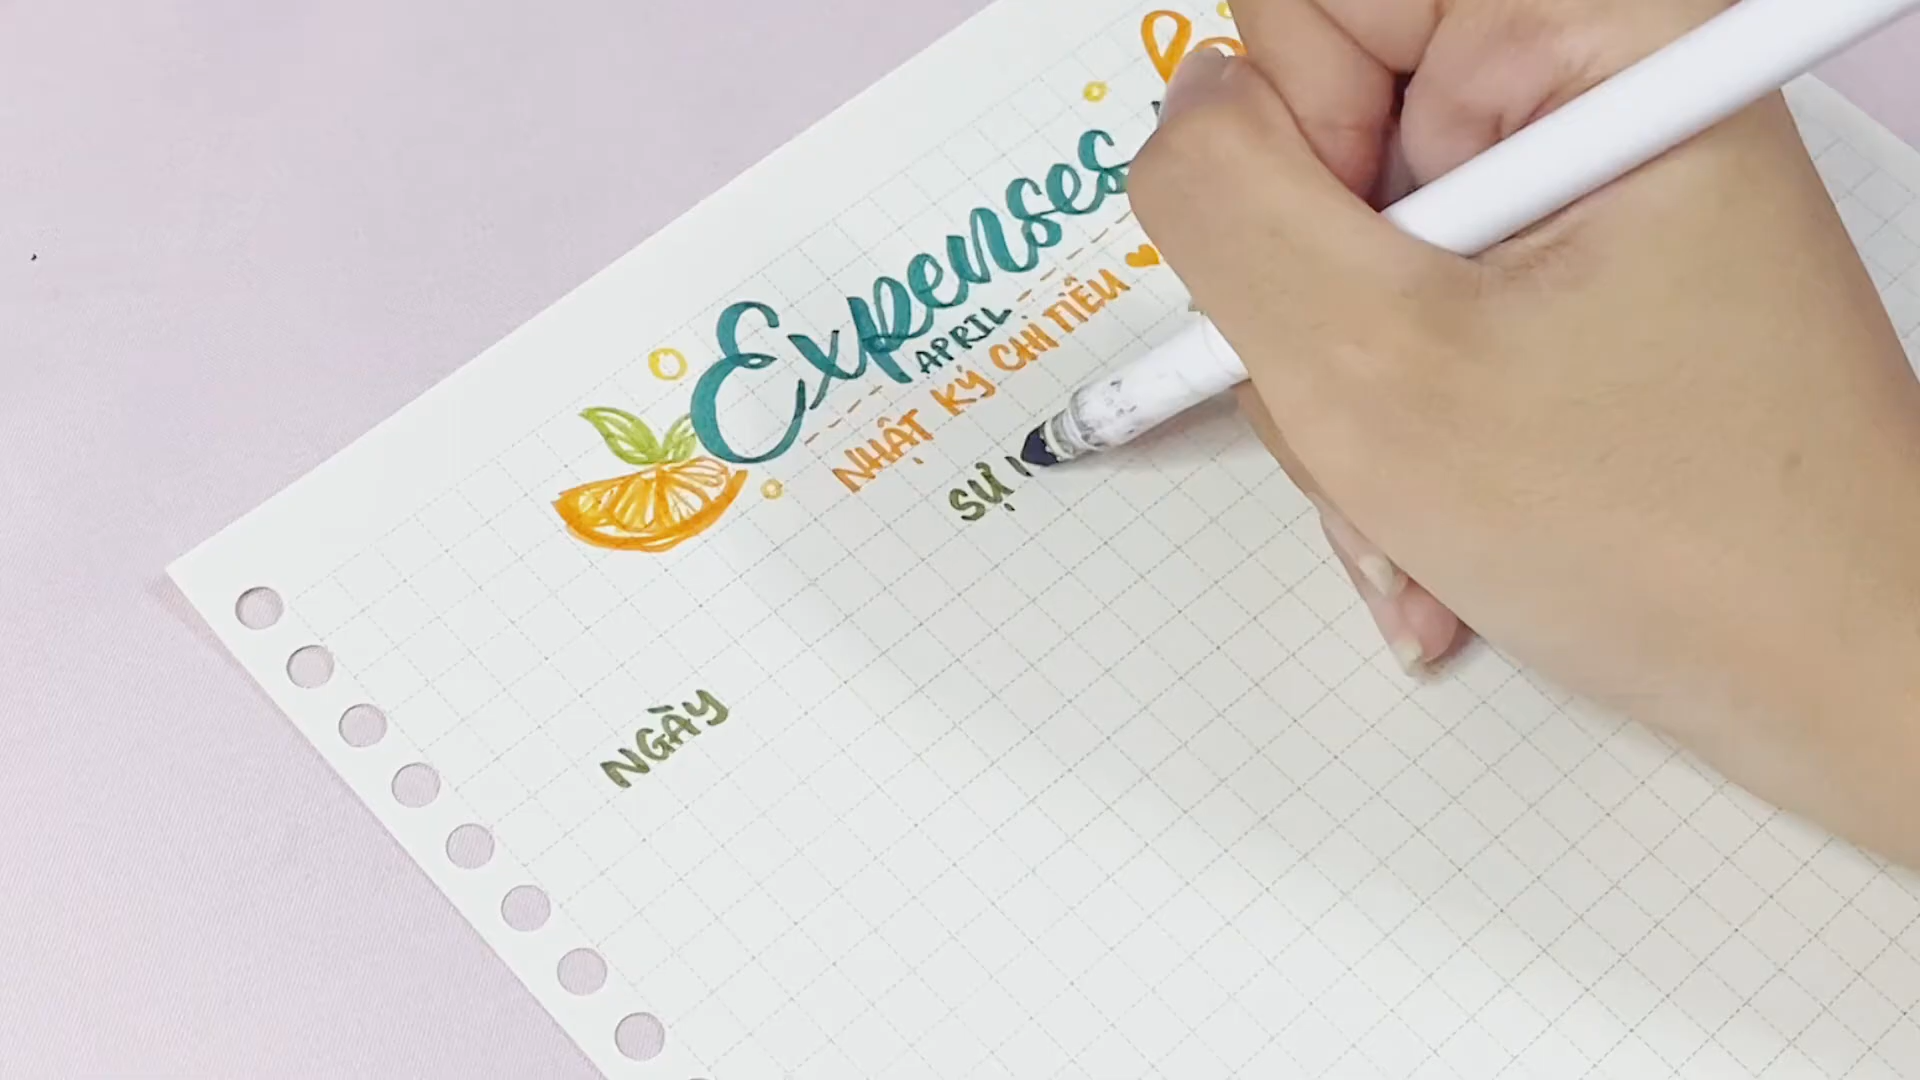 Expenses
APRIL
NHẬT KÝ CHI TIÊU
SỰ
NGÀY